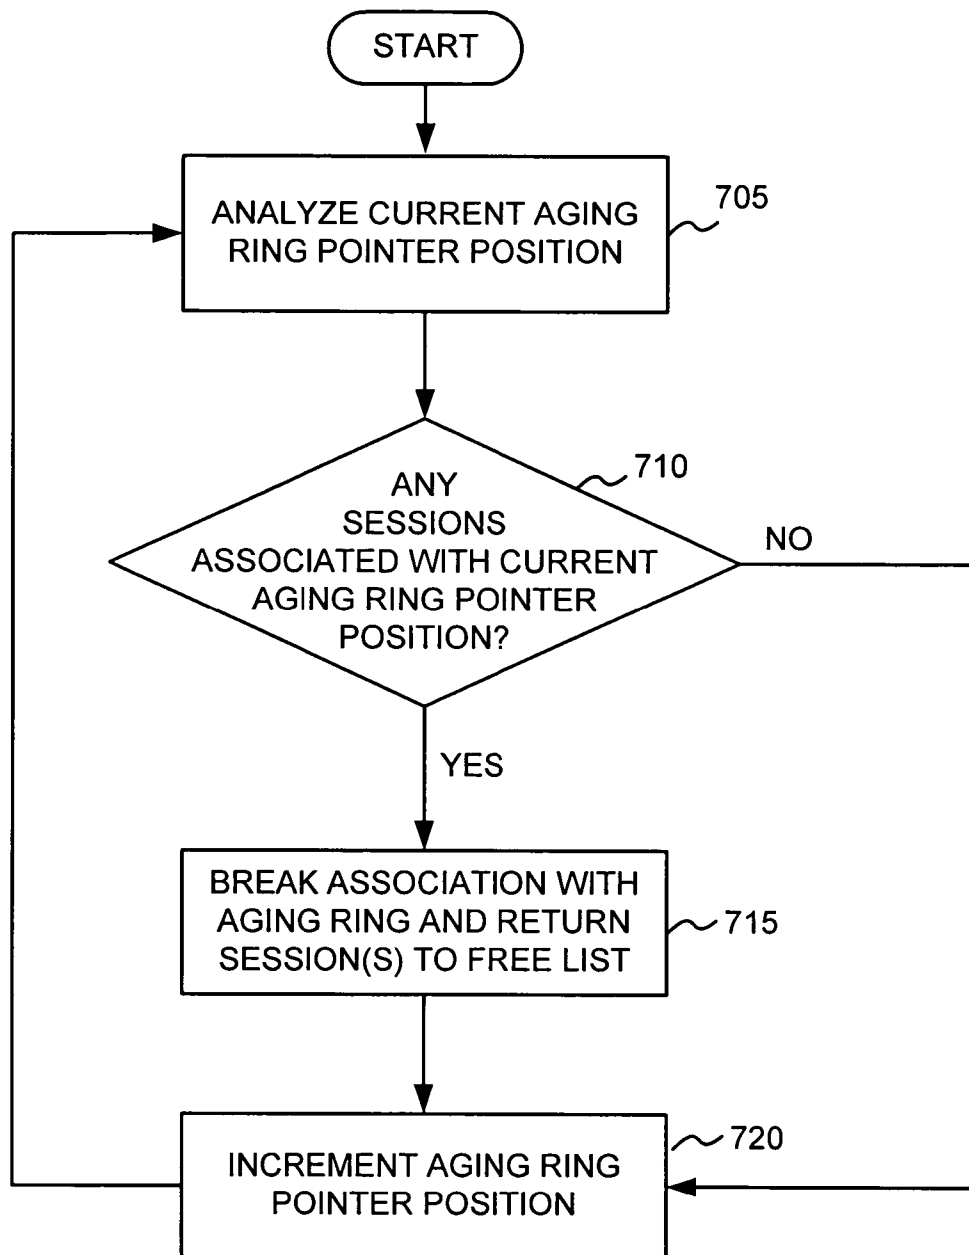 START
ANALYZE CURRENT AGING
RING POINTER POSITION
705
ANY
SESSIONS
ASSOCIATED WITH CURRENT
AGING RING POINTER
POSITION?
710
NO
YES
BREAK ASSOCIATION WITH
AGING RING AND RETURN
SESSION(S) TO FREE LIST
715
INCREMENT AGING RING
POINTER POSITION
720